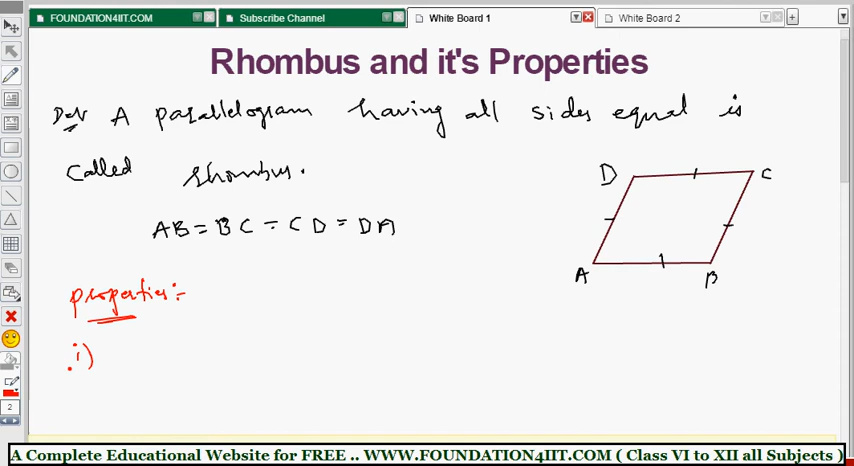 FOUNDATION4IIT.COM Subscribe Channel White Board 1 White Board 2
Rhombus and it's Properties
Def A parallelogram having all sides equal is
Called rhombus.
AB = BC = CD = DA
D C
A B
properties:-
i)
2
A Complete Educational Website for FREE .. WWW.FOUNDATION4IIT.COM ( Class VI to XII all Subjects )